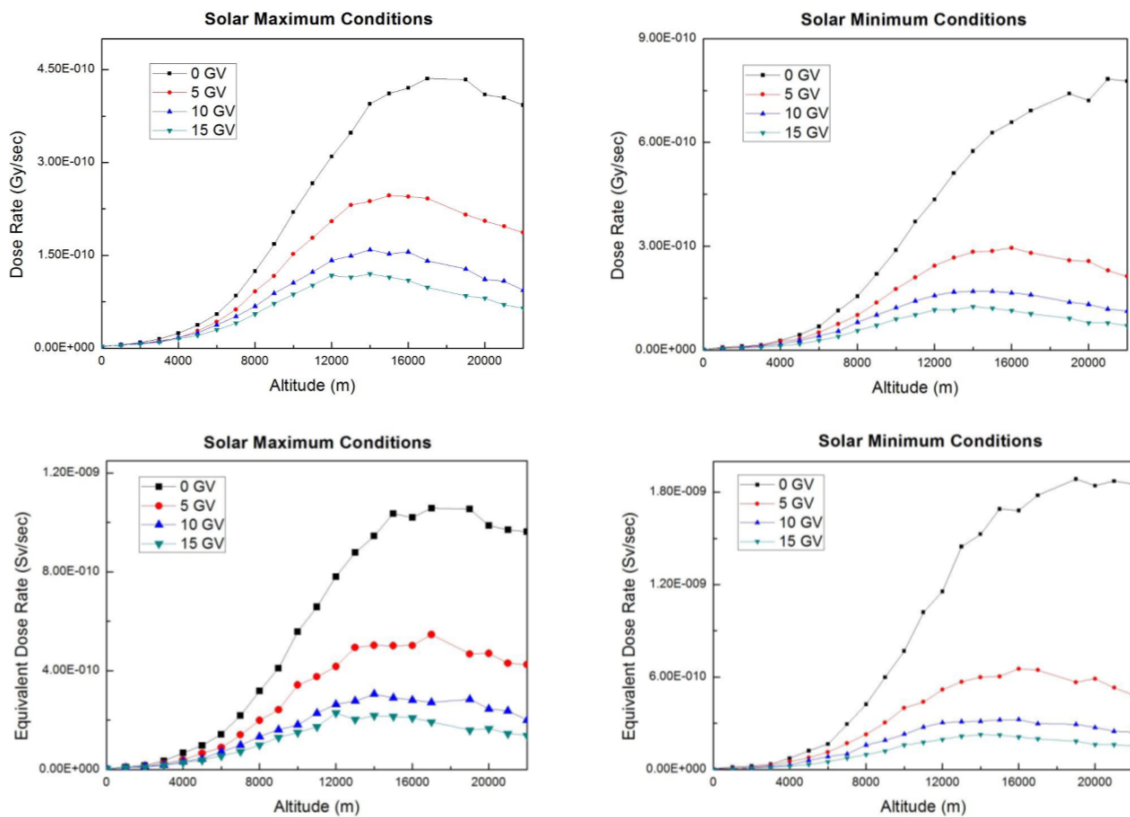 Solar Maximum Conditions
4.50E-010
3.00E-010
1.50E-010
0.00E+000
Dose Rate (Gy/sec)
0 GV
5 GV
10 GV
15 GV
4000 8000 12000 16000 20000
Altitude (m)
Solar Minimum Conditions
9.00E-010
6.00E-010
3.00E-010
0.00E+000
Dose Rate (Gy/sec)
0 GV
5 GV
10 GV
15 GV
4000 8000 12000 16000 20000
Altitude (m)
Solar Maximum Conditions
1.20E-009
8.00E-010
4.00E-010
0.00E+000
Equivalent Dose Rate (Sv/sec)
0 GV
5 GV
10 GV
15 GV
4000 8000 12000 16000 20000
Altitude (m)
Solar Minimum Conditions
1.80E-009
1.20E-009
6.00E-010
0.00E+000
Equivalent Dose Rate (Sv/sec)
0 GV
5 GV
10 GV
15 GV
4000 8000 12000 16000 20000
Altitude (m)